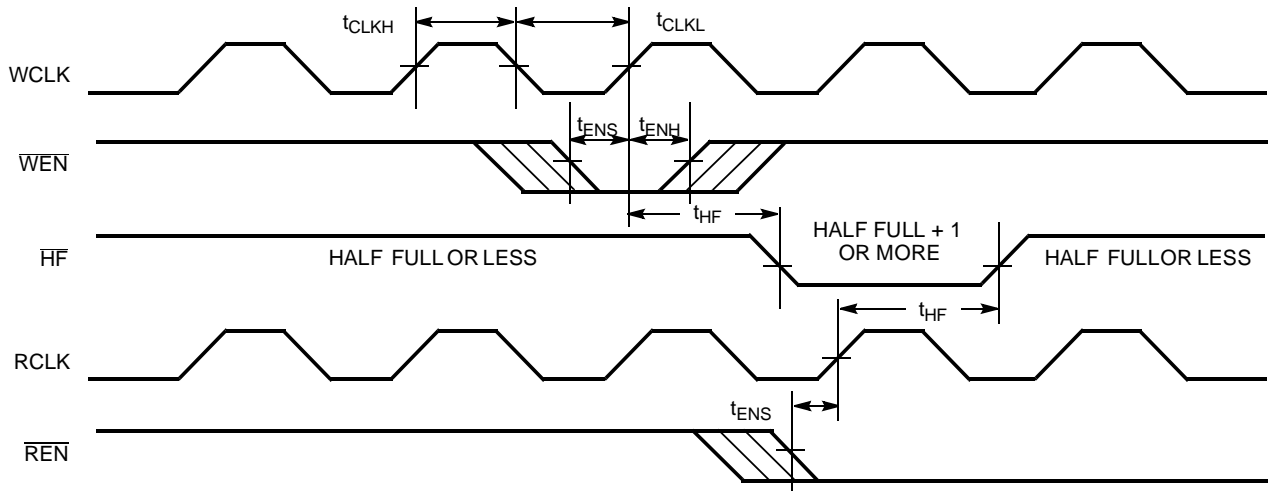 tCLKH
tCLKL
WCLK
tENS
tENH
WEN
tHF
HALF FULL + 1
OR MORE
HF
HALF FULL OR LESS
HALF FULLOR LESS
tHF
RCLK
tENS
REN